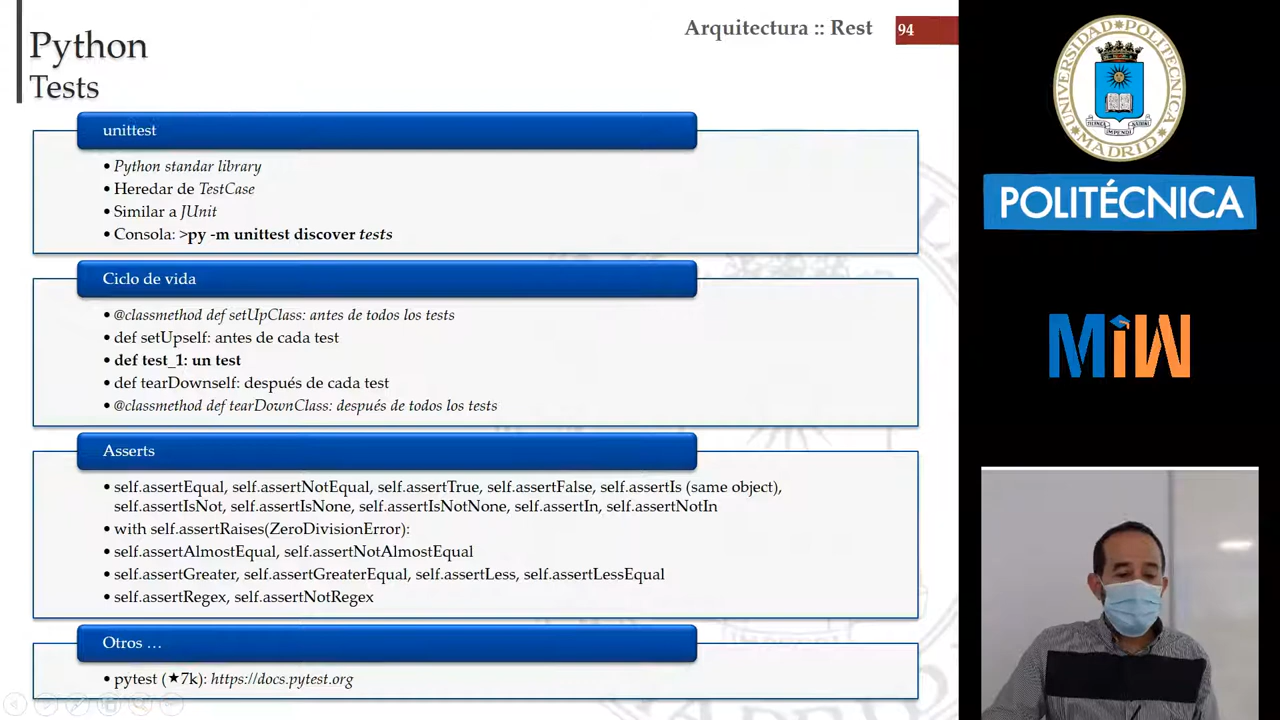 Python
Tests
Arquitectura :: Rest
94
unittest
• Python standar library
• Heredar de TestCase
• Similar a JUnit
• Consola: >py -m unittest discover tests
Ciclo de vida
• @classmethod def setUpClass: antes de todos los tests
• def setUpself: antes de cada test
• def test_1: un test
• def tearDownself: después de cada test
• @classmethod def tearDownClass: después de todos los tests
Asserts
• self.assertEqual, self.assertNotEqual, self.assertTrue, self.assertFalse, self.assertIs (same object),
self.assertIsNot, self.assertIsNone, self.assertIsNotNone, self.assertIn, self.assertNotIn
• with self.assertRaises(ZeroDivisionError):
• self.assertAlmostEqual, self.assertNotAlmostEqual
• self.assertGreater, self.assertGreaterEqual, self.assertLess, self.assertLessEqual
• self.assertRegex, self.assertNotRegex
Otros …
• pytest (★7k): https://docs.pytest.org
UNIVERSIDAD POLITÉCNICA
MADRID
POLITÉCNICA
MiW